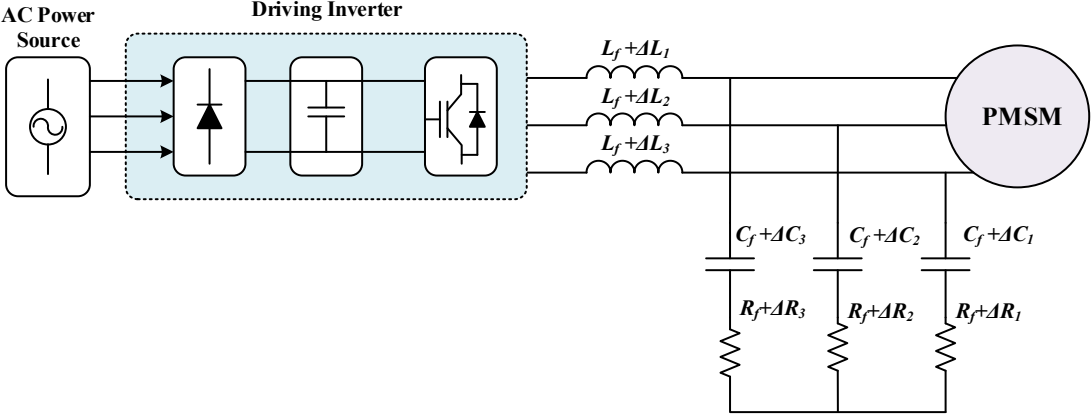 AC Power
Source
Driving Inverter
L_f+ΔL_1
L_f+ΔL_2
L_f+ΔL_3
PMSM
C_f+ΔC_3
C_f+ΔC_2
C_f+ΔC_1
R_f+ΔR_3
R_f+ΔR_2
R_f+ΔR_1